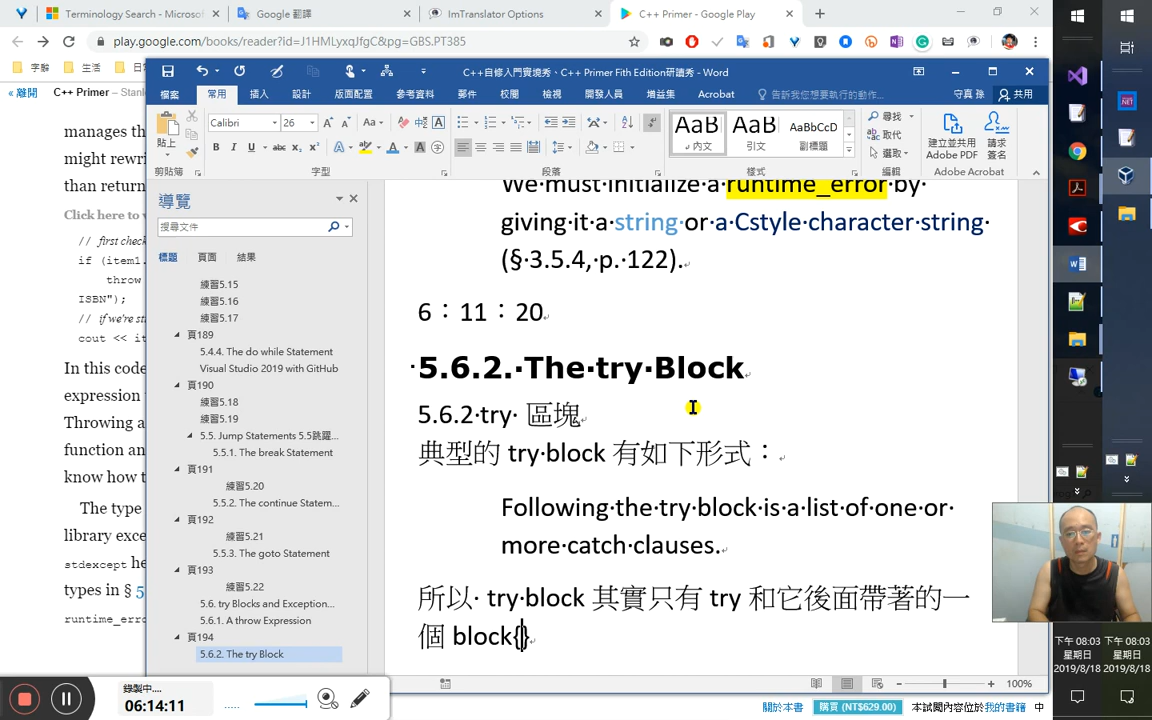 Terminology Search - Microsof
Google 翻譯
ImTranslator Options
C++ Primer - Google Play
play.google.com/books/reader?id=J1HMLyxqJfgC&pg=GBS.PT385
字辭
生活
« 離開
C++ Primer – Stanl
manages th
might rewri
than return
Click here to v
// first check
if (item1.
throw
ISBN");
// if we're st
cout << it
In this code
expression
Throwing a
function an
know how t
The type
library exce
stdexcept he
types in § 5
runtime_erro
C++自修入門實境秀、C++ Primer Fith Edition研讀秀 - Word
檔案
常用
插入
設計
版面配置
參考資料
郵件
校閱
檢視
開發人員
增益集
Acrobat
告訴我您想要執行的動作...
守真 孫
共用
貼上
Calibri
26
AaB
AaB
AaBbCcD
內文
引文
副標題
尋找
取代
選取
建立並共用
Adobe PDF
請求
簽名
剪貼簿
字型
段落
樣式
編輯
Adobe Acrobat
導覽
搜尋文件
標題
頁面
結果
練習5.15
練習5.16
練習5.17
頁189
5.4.4. The do while Statement
Visual Studio 2019 with GitHub
頁190
練習5.18
練習5.19
5.5. Jump Statements 5.5跳躍...
5.5.1. The break Statement
頁191
練習5.20
5.5.2. The continue Statem...
頁192
練習5.21
5.5.3. The goto Statement
頁193
練習5.22
5.6. try Blocks and Exception...
5.6.1. A throw Expression
頁194
5.6.2. The try Block
We must initialize a runtime_error by
giving it a string or a Cstyle character string
(§ 3.5.4, p. 122).
6：11：20
5.6.2. The try Block
5.6.2 try 區塊
典型的 try block 有如下形式：
Following the try block is a list of one or
more catch clauses.
所以 try block 其實只有 try 和它後面帶著的一
個 block{}
100%
錄製中....
06:14:11
關於本書
購買 (NT$629.00)
本試閱內容位於我的書籍
中
下午 08:03
星期日
2019/8/18
下午 08:03
星期日
2019/8/18